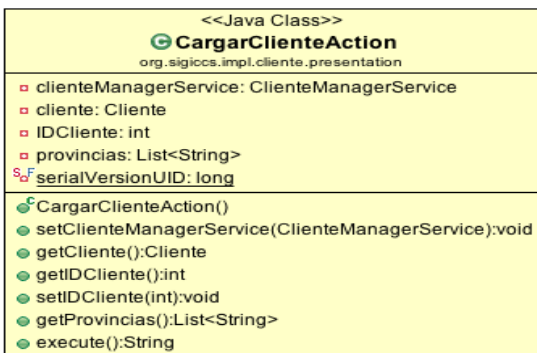 <<Java Class>>
CargarClienteAction
org.sigiccs.impl.cliente.presentation
clienteManagerService: ClienteManagerService
cliente: Cliente
IDCliente: int
provincias: List<String>
serialVersionUID: long
CargarClienteAction()
setClienteManagerService(ClienteManagerService):void
getCliente():Cliente
getIDCliente():int
setIDCliente(int):void
getProvincias():List<String>
execute():String